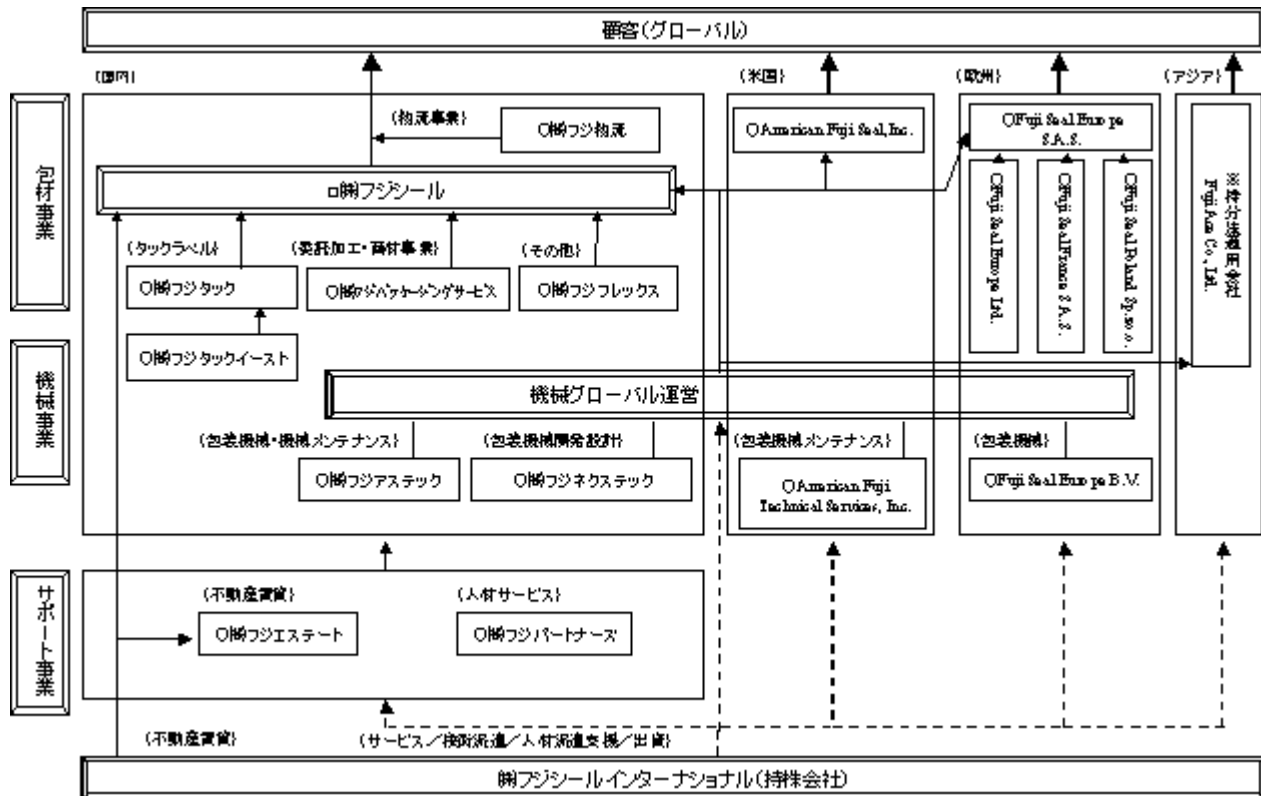 顧客(グローバル)
(国内)
(米国)
(欧州)
(アジア)
包材事業
(物流事業)
○㈱フジ物流
○American Fuji Seal, Inc.
○Fuji Seal Europe
S.A.S.
□㈱フジシール
○Fuji Seal Europe Ltd.
○Fuji Seal France S.A.S.
○Fuji Seal Poland Sp.zo.o.
Fuji Ace Co., Ltd.
(タックラベル)
(委託加工・商材事業)
(その他)
○㈱フジタック
○㈱フジパッケージングサービス
○㈱フジフレックス
○㈱フジタックイースト
機械事業
機械グローバル運営
(包装機械・機械メンテナンス)
(包装機械開発設計)
(包装機械メンテナンス)
(包装機械)
○㈱フジアステック
○㈱フジネクステック
○American Fuji
Technical Services, Inc.
○Fuji Seal Europe B.V.
サポート事業
(不動産賃貸)
(人材サービス)
○㈱フジエステート
○㈱フジパートナーズ
(不動産賃貸)
(サービス/技術派遣/人材派遣支援/出資)
㈱フジシールインターナショナル(持株会社)